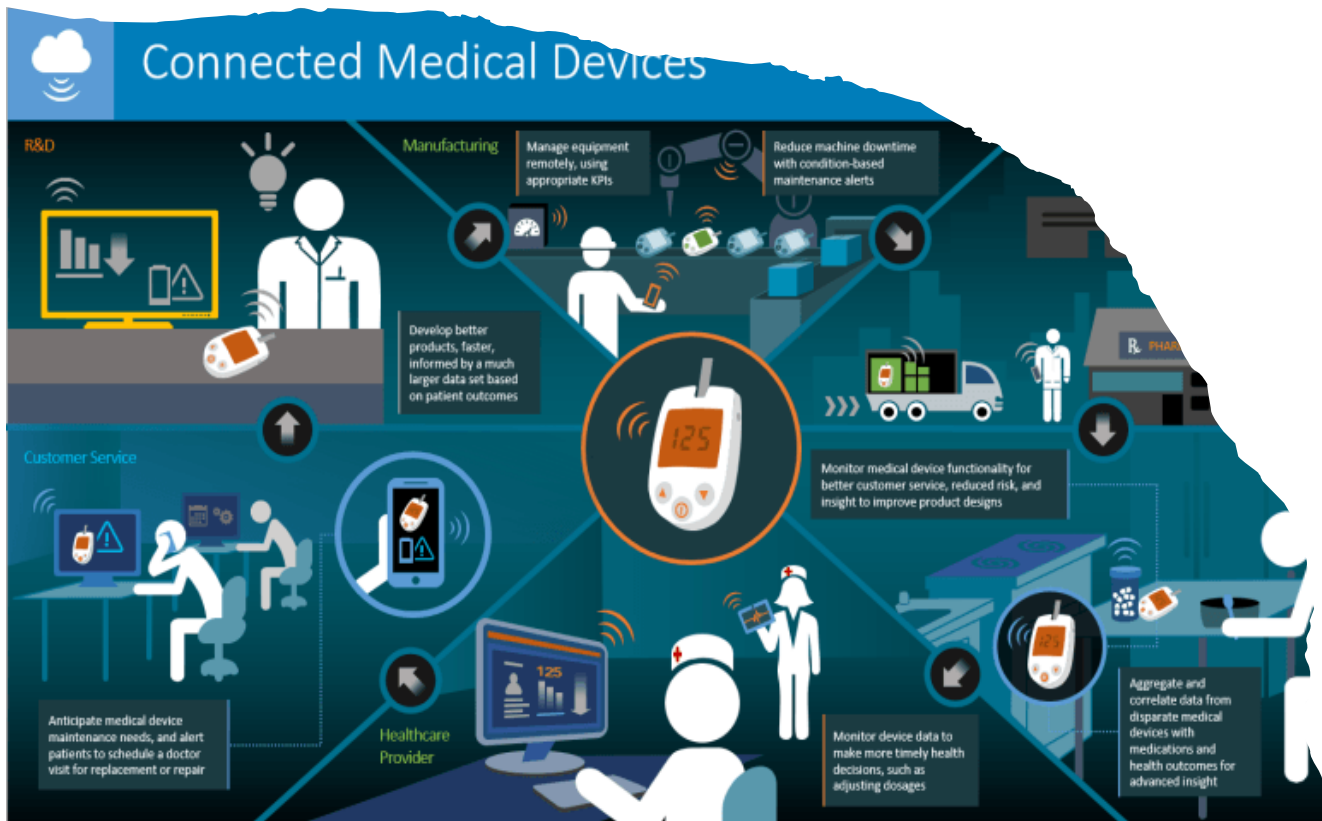 Connected Medical Devices
R&D
Manufacturing
Manage equipment
remotely, using
appropriate KPIs
Reduce machine downtime
with condition-based
maintenance alerts
Develop better
products, faster,
informed by a much
larger data set based
on patient outcomes
℞
125
Customer Service
Monitor medical device functionality for
better customer service, reduced risk, and
insight to improve product designs
125
125
Anticipate medical device
maintenance needs, and alert
patients to schedule a doctor
visit for replacement or repair
Healthcare
Provider
Monitor device data to
make more timely health
decisions, such as
adjusting dosages
Aggregate and
correlate data from
disparate medical
devices with
medications and
health outcomes for
advanced insight